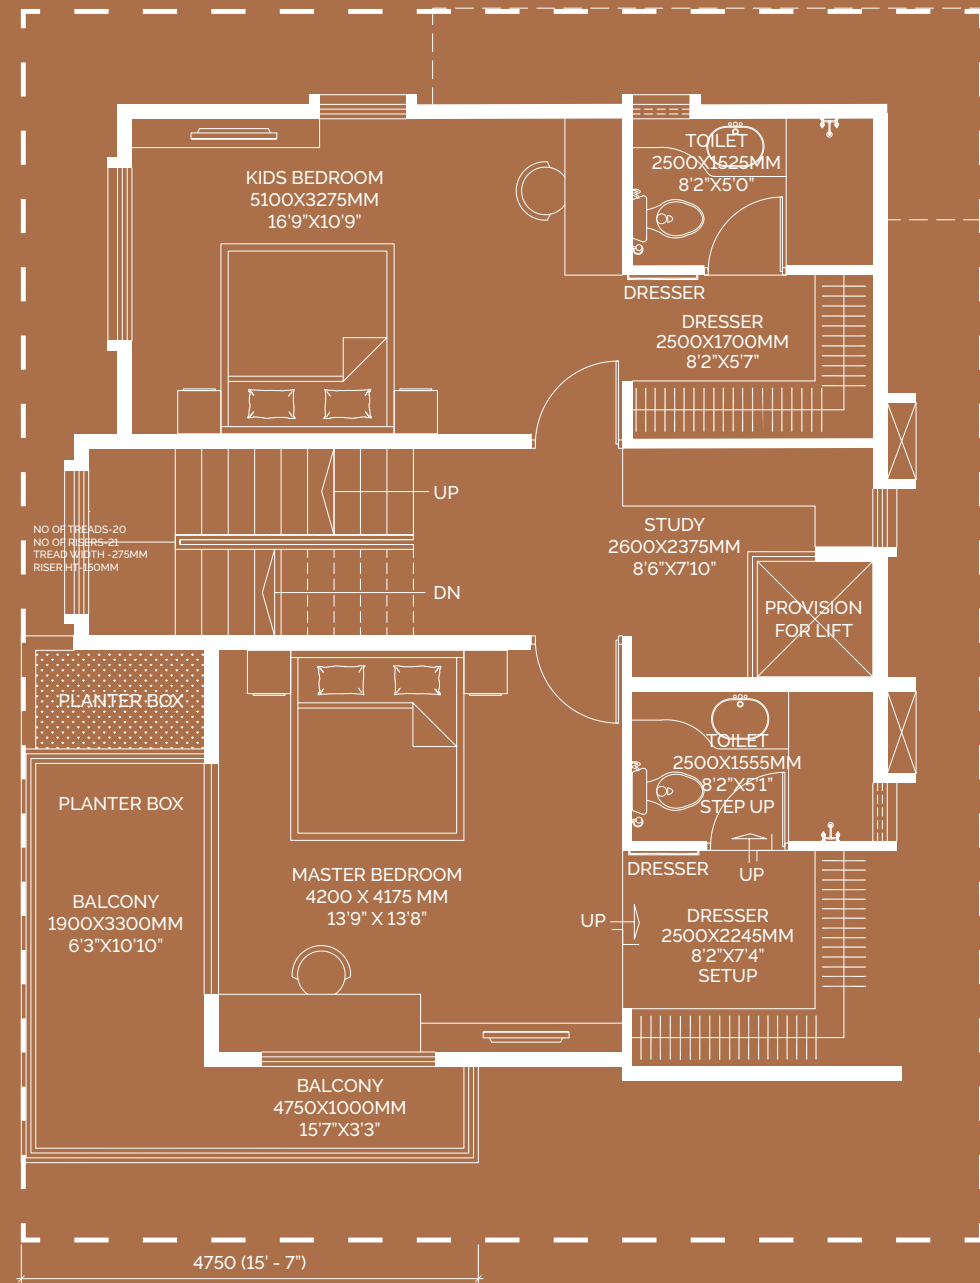 TOILET
2500X1525MM
8'2"X5'0"
KIDS BEDROOM
5100X3275MM
16'9"X10'9"
DRESSER
DRESSER
2500X1700MM
8'2"X5'7"
UP
NO OF TREADS-20
NO OF RISERS-21
TREAD WIDTH -275MM
RISER HT-150MM
STUDY
2600X2375MM
8'6"X7'10"
DN
PROVISION
FOR LIFT
PLANTER BOX
PLANTER BOX
TOILET
2500X1555MM
8'2"X5'1"
STEP UP
MASTER BEDROOM
4200 X 4175 MM
13'9" X 13'8"
DRESSER
UP
BALCONY
1900X3300MM
6'3"X10'10"
UP
DRESSER
2500X2245MM
8'2"X7'4"
SETUP
BALCONY
4750X1000MM
15'7"X3'3"
4750 (15' - 7")